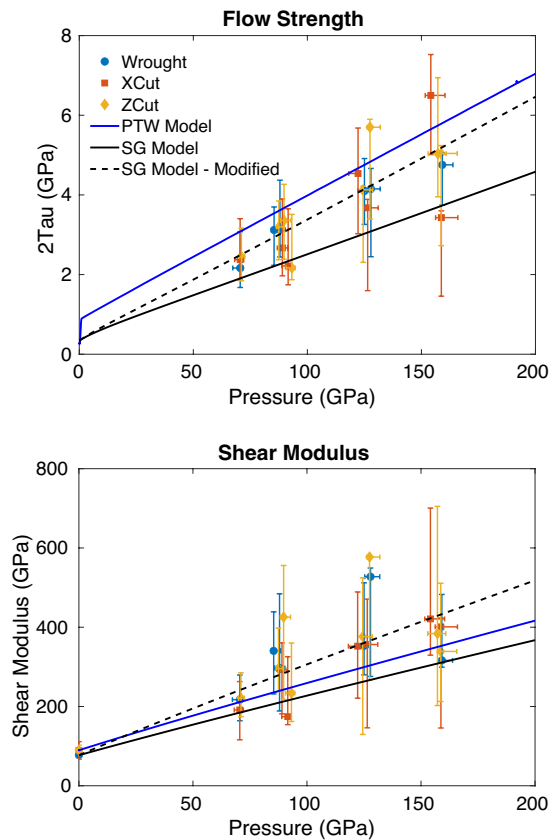 Flow Strength
8
6
4
2
0
2Tau (GPa)
Wrought
XCut
ZCut
PTW Model
SG Model
SG Model - Modified
0 50 100 150 200
Pressure (GPa)
Shear Modulus
800
600
400
200
0
Shear Modulus (GPa)
0 50 100 150 200
Pressure (GPa)